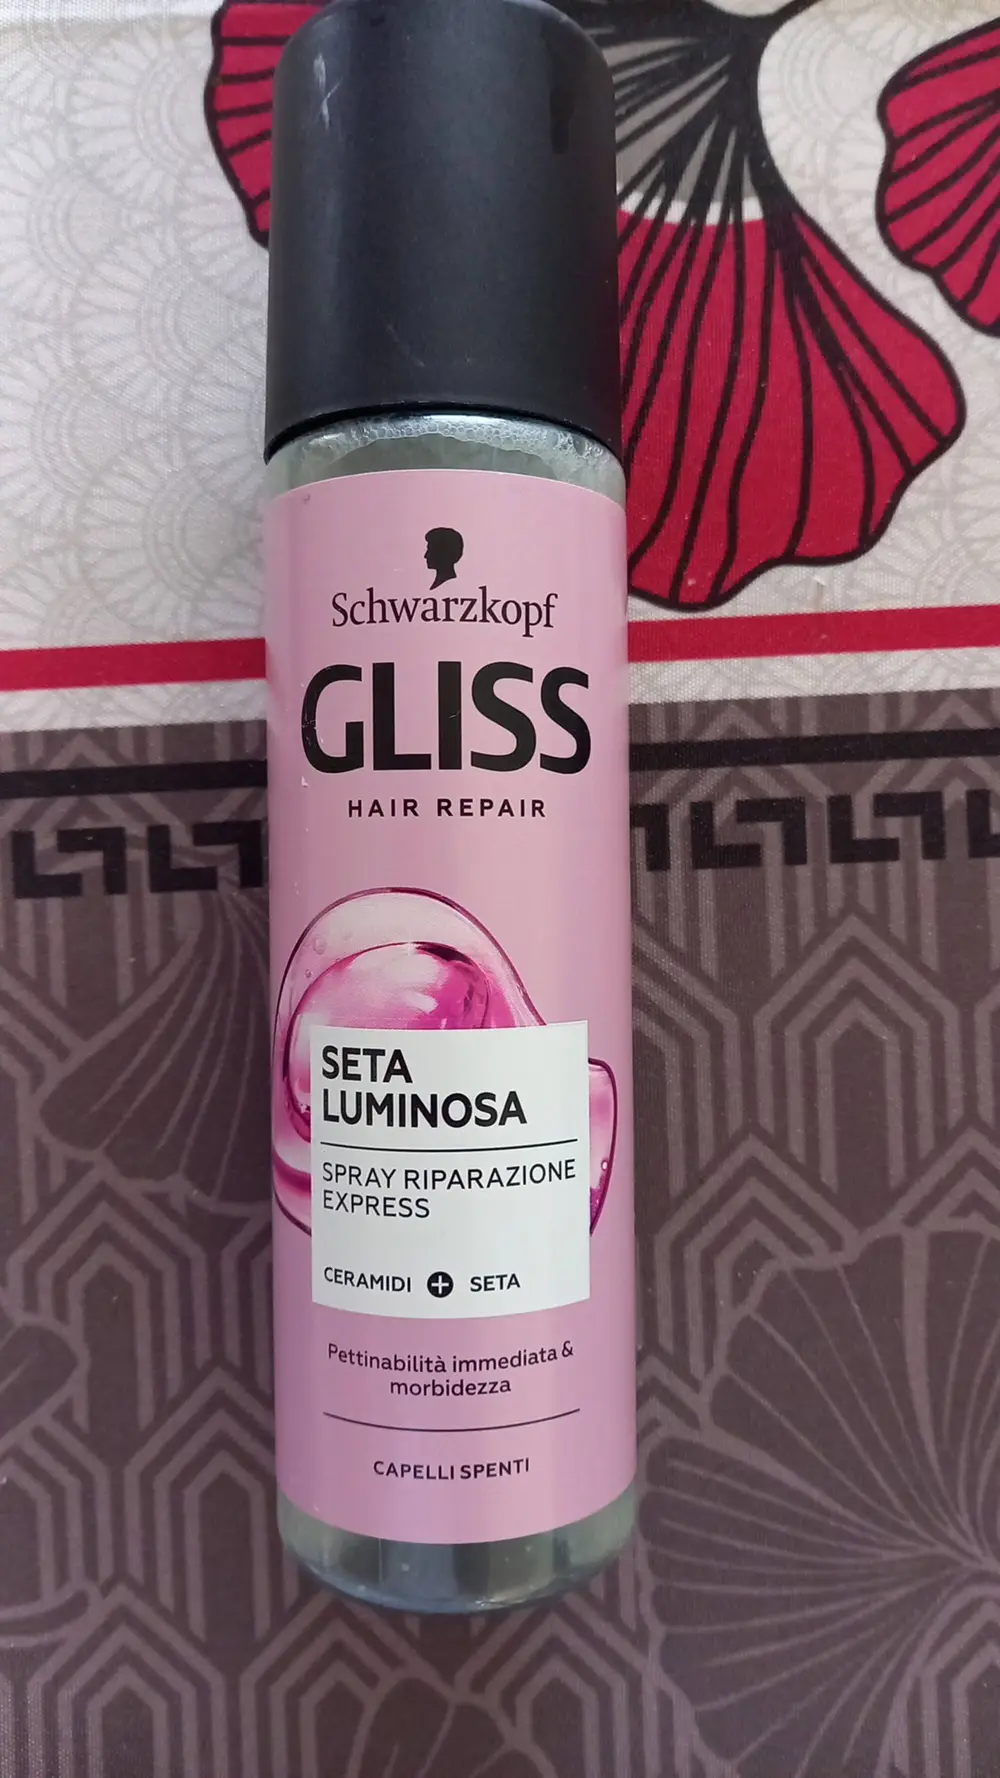 Schwarzkopf
GLISS
HAIR REPAIR
SETA
LUMINOSA
SPRAY RIPARAZIONE
EXPRESS
CERAMIDI + SETA
Pettinabilità immediata &
morbidezza
CAPELLI SPENTI